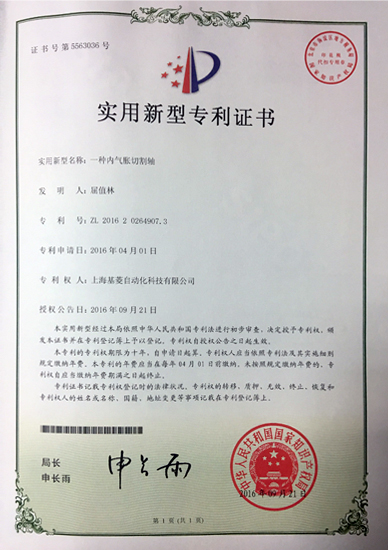 证书号第5563036号
实用新型专利证书
实用新型名称：一种内气胀切割轴
发明人：屈值林
专利号：ZL 2016 2 0264907.3
专利申请日：2016年04月01日
专利权人：上海基菱自动化科技有限公司
授权公告日：2016年09月21日
本实用新型经过本局依照中华人民共和国专利法进行初步审查，决定授予专利权，颁
发本证书并在专利登记簿上予以登记。专利权自授权公告之日起生效。
本专利的专利权期限为十年，自申请日起算。专利权人应当依照专利法及其实施细则
规定缴纳年费。本专利的年费应当在每年04月01日前缴纳。未按照规定缴纳年费的，专利
权自应当缴纳年费期满之日起终止。
专利证书记载专利权登记时的法律状况。专利权的转移、质押、无效、终止、恢复和
专利权人的姓名或名称、国籍、地址变更等事项记载在专利登记簿上。
局长
申长雨
申长雨
中华人民共和国国家知识产权局
2016年09月21日
第1页（共1页）